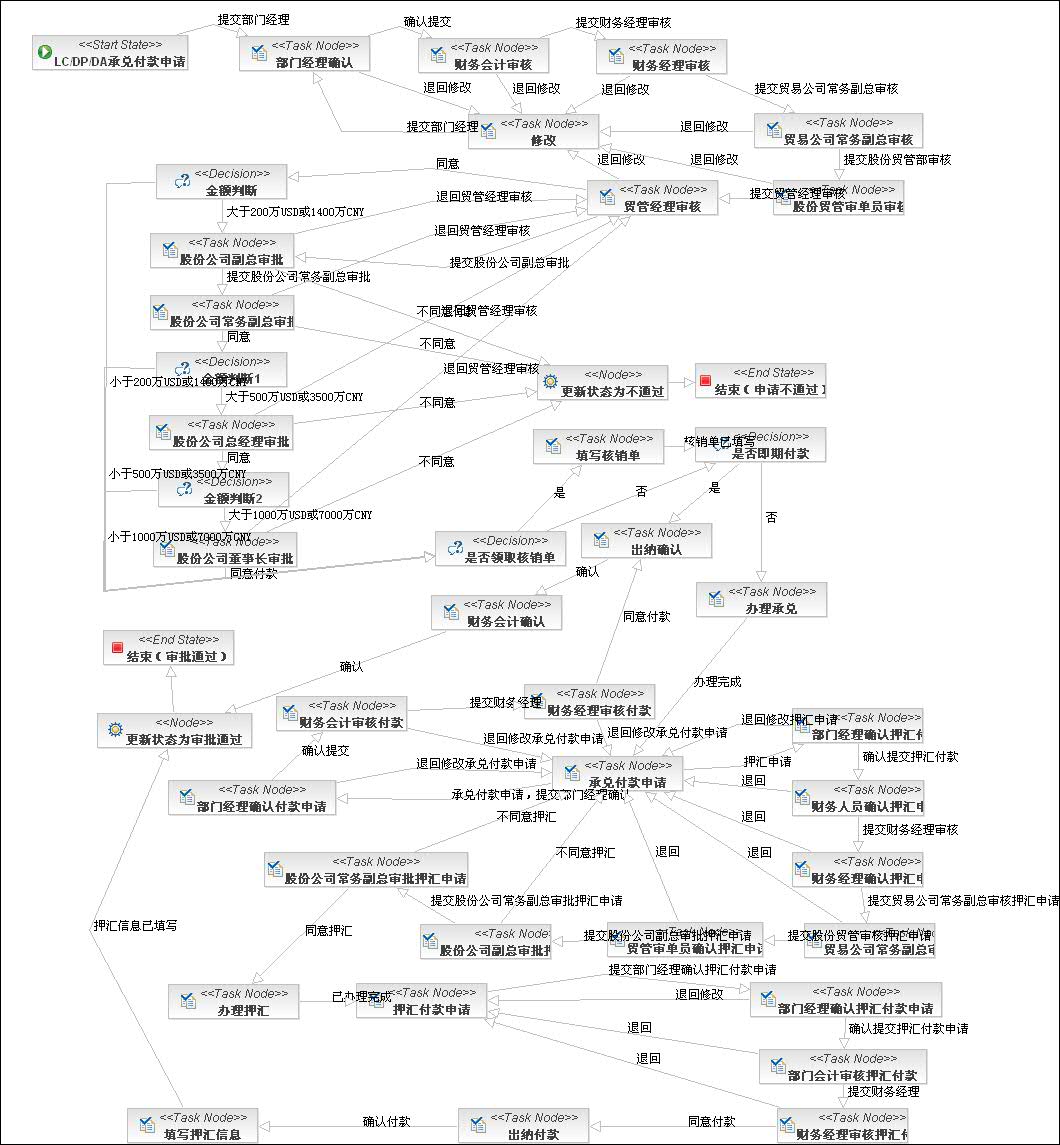 提交部门经理
确认提交
提交财务经理审核
<<Start State>>
LC/DP/DA承兑付款申请
<<Task Node>>
部门经理确认
<<Task Node>>
财务会计审核
<<Task Node>>
财务经理审核
退回修改
退回修改
退回修改
提交贸易公司常务副总审核
提交部门经理
<<Task Node>>
修改
退回修改
<<Task Node>>
贸易公司常务副总审核
同意
退回修改
退回修改
提交股份贸管部审核
<<Decision>>
金额判断
退回贸管经理审核
<<Task Node>>
贸管经理审核
提交贸管经理审核
<<Task Node>>
股份贸管审单员审核
大于200万USD或1400万CNY
退回贸管经理审核
<<Task Node>>
股份公司副总审批
提交股份公司副总审批
提交股份公司常务副总审批
<<Task Node>>
股份公司常务副总审批
不同意
退回贸管经理审核
同意
不同意
<<Decision>>
金额判断1
小于200万USD或1400万CNY
退回贸管经理审核
<<Node>>
更新状态为不通过
<<End State>>
结束(申请不通过)
大于500万USD或3500万CNY
不同意
<<Task Node>>
股份公司总经理审批
<<Task Node>>
填写核销单
核销单已填写
<<Decision>>
是否即期付款
同意
不同意
小于500万USD或3500万CNY
<<Decision>>
金额判断2
是
否
是
大于1000万USD或7000万CNY
否
小于1000万USD或7000万CNY
<<Task Node>>
股份公司董事长审批
<<Decision>>
是否领取核销单
<<Task Node>>
出纳确认
同意付款
确认
<<Task Node>>
办理承兑
<<Task Node>>
财务会计确认
同意付款
<<End State>>
结束(审批通过)
确认
办理完成
<<Node>>
更新状态为审批通过
<<Task Node>>
财务会计审核付款
提交财务经理
<<Task Node>>
财务经理审核付款
退回修改承兑付款申请
退回修改承兑付款申请
退回修改押汇申请
<<Task Node>>
部门经理确认押汇付
确认提交
退回修改承兑付款申请
<<Task Node>>
承兑付款申请
押汇申请
确认提交押汇付款
<<Task Node>>
部门经理确认付款申请
承兑付款申请,提交部门经理确认
退回
<<Task Node>>
财务人员确认押汇申
不同意押汇
退回
提交财务经理审核
<<Task Node>>
股份公司常务副总审批押汇申请
不同意押汇
退回
退回
<<Task Node>>
财务经理确认押汇申
提交股份公司常务副总审批押汇申请
提交贸易公司常务副总审核押汇申请
押汇信息已填写
同意押汇
<<Task Node>>
股份公司副总审批押
提交股份公司副总审批押汇申请
<<Task Node>>
贸管审单员确认押汇申请
提交股份贸管审核押汇申请
<<Task Node>>
贸易公司常务副总审
提交部门经理确认押汇付款申请
<<Task Node>>
办理押汇
已办理完成
<<Task Node>>
押汇付款申请
退回修改
<<Task Node>>
部门经理确认押汇付款申请
退回
确认提交押汇付款申请
退回
<<Task Node>>
部门会计审核押汇付款
提交财务经理
<<Task Node>>
填写押汇信息
确认付款
<<Task Node>>
出纳付款
同意付款
<<Task Node>>
财务经理审核押汇付